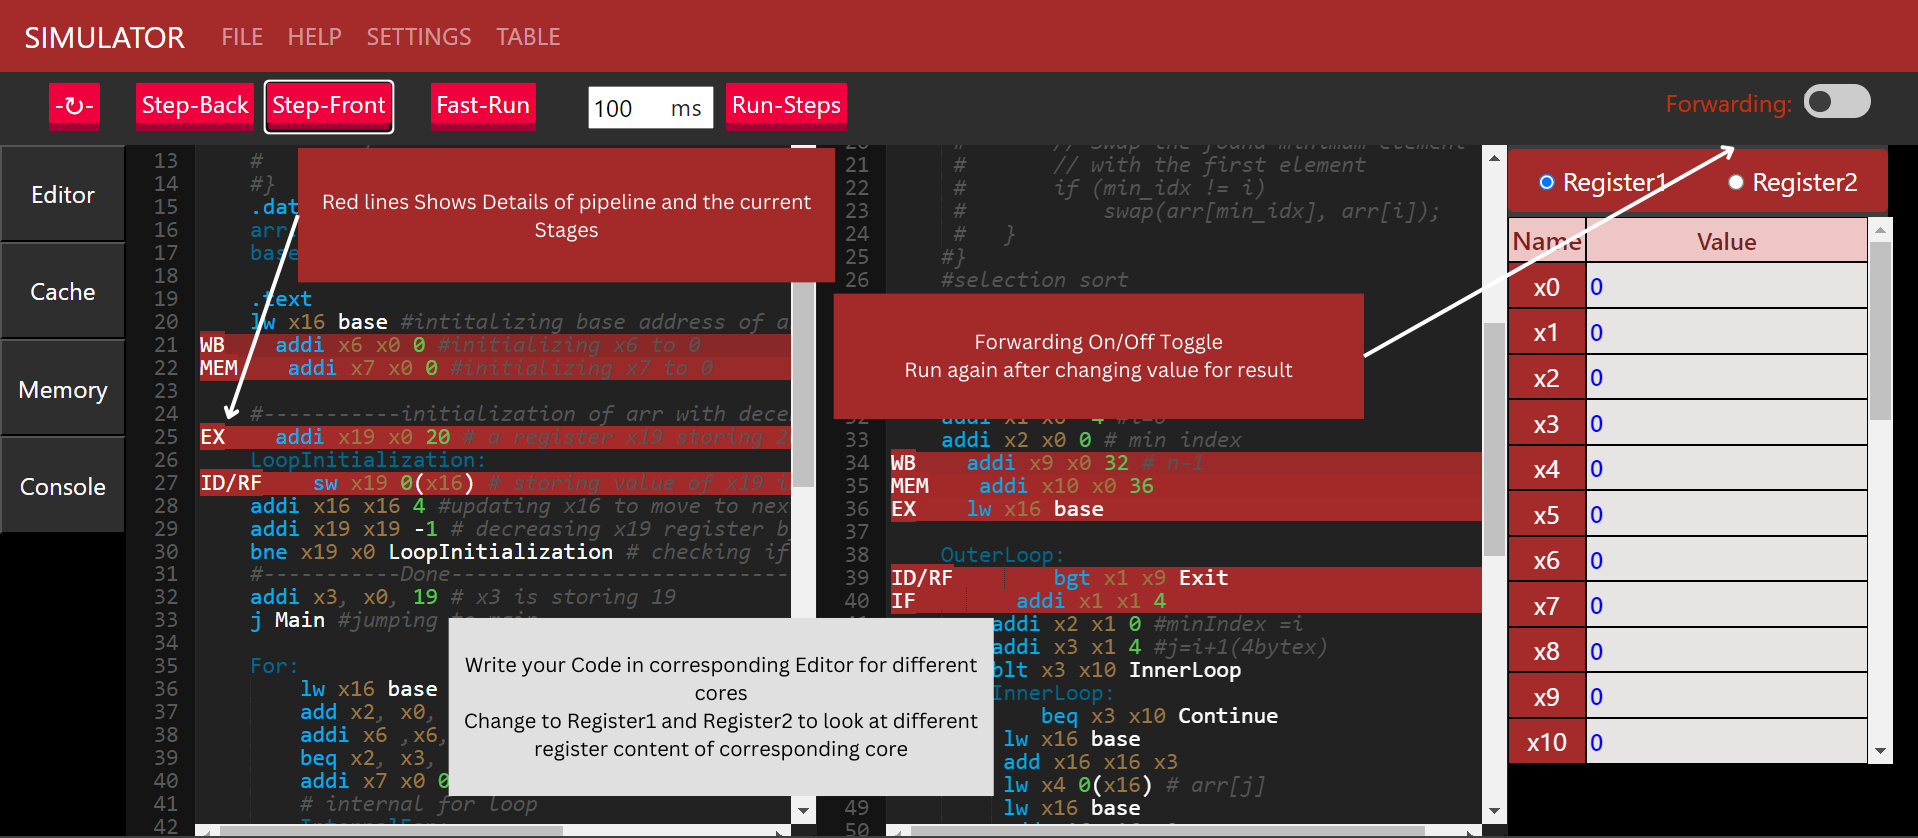 SIMULATOR FILE HELP SETTINGS TABLE
-↻- Step-Back Step-Front Fast-Run 100 ms Run-Steps Forwarding:
Editor
Cache
Memory
Console
13 #
14 #}
15 .dat
16 arr
17 base
18
19 .text
20 lw x16 base #intitalizing base address of a
21 WB addi x6 x0 0 #initializing x6 to 0
22 MEM addi x7 x0 0 #initializing x7 to 0
23
24 #-----------initialization of arr with dece
25 EX addi x19 x0 20 # a register x19 storing 2
26 LoopInitialization:
27 ID/RF sw x19 0(x16) # storing value of x19 i
28 addi x16 x16 4 #updating x16 to move to nex
29 addi x19 x19 -1 # decreasing x19 register b
30 bne x19 x0 LoopInitialization # checking if
31 #-----------Done---------------------------
32 addi x3, x0, 19 # x3 is storing 19
33 j Main #jumping
34
35 For:
36 lw x16 base
37 add x2, x0,
38 addi x6 ,x6,
39 beq x2, x3,
40 addi x7 x0 0
41 # internal for loop
42
Red lines Shows Details of pipeline and the current
Stages
20 # // Swap the found minimum element
21 # // with the first element
22 # if (min_idx != i)
23 # swap(arr[min_idx], arr[i]);
24 # }
25 #}
26 #selection sort
Forwarding On/Off Toggle
Run again after changing value for result
33 addi x2 x0 0 # min index
34 WB addi x9 x0 32 # n-1
35 MEM addi x10 x0 36
36 EX lw x16 base
37
38 OuterLoop:
39 ID/RF bgt x1 x9 Exit
40 IF addi x1 x1 4
addi x2 x1 0 #minIndex =i
addi x3 x1 4 #j=i+1(4bytex)
blt x3 x10 InnerLoop
InnerLoop:
beq x3 x10 Continue
lw x16 base
add x16 x16 x3
lw x4 0(x16) # arr[j]
49 lw x16 base
50
Write your Code in corresponding Editor for different
cores
Change to Register1 and Register2 to look at different
register content of corresponding core
Register1 Register2
Name Value
x0 0
x1 0
x2 0
x3 0
x4 0
x5 0
x6 0
x7 0
x8 0
x9 0
x10 0